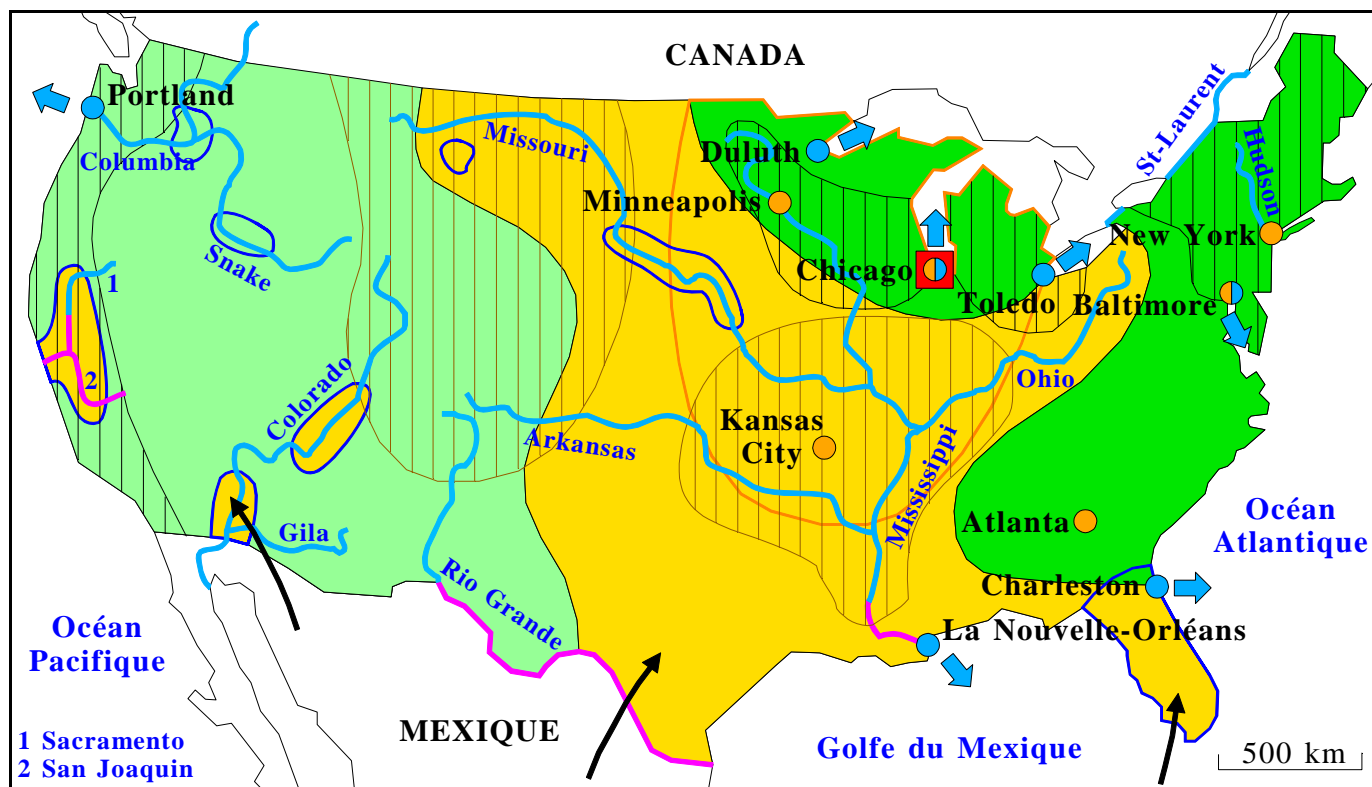 CANADA
Portland
Columbia
Missouri
Duluth
St-Laurent
Hudson
Minneapolis
New York
Snake
1
Chicago
Toledo
Baltimore
2
Colorado
Ohio
Kansas
City
Arkansas
Mississippi
Gila
Atlanta
Océan
Atlantique
Rio Grande
Charleston
Océan
Pacifique
La Nouvelle-Orléans
MEXIQUE
Golfe du Mexique
1 Sacramento
2 San Joaquin
500 km